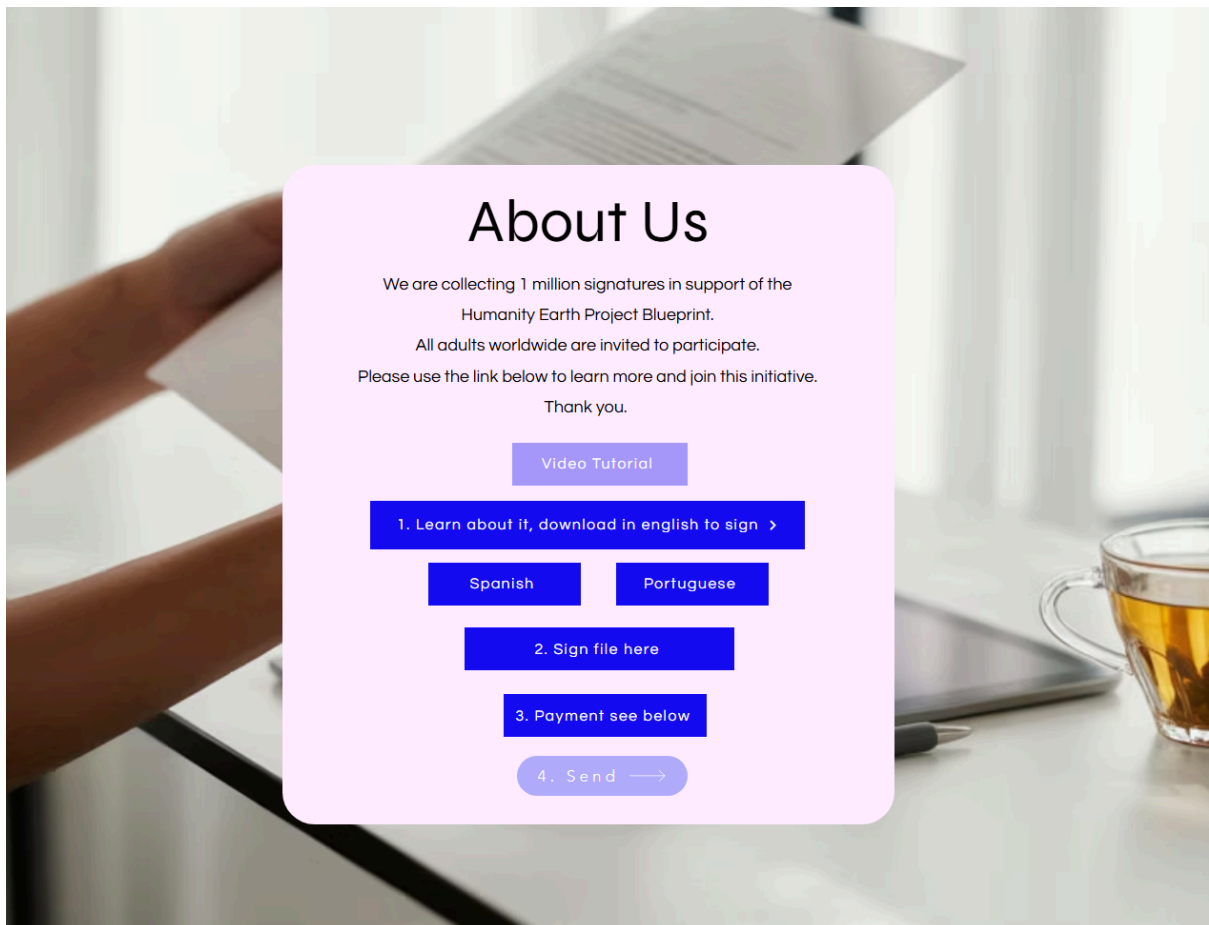 About Us
We are collecting 1 million signatures in support of the
Humanity Earth Project Blueprint.
All adults worldwide are invited to participate.
Please use the link below to learn more and join this initiative.
Thank you.
Video Tutorial
1. Learn about it, download in english to sign >
Spanish
Portuguese
2. Sign file here
3. Payment see below
4. Send